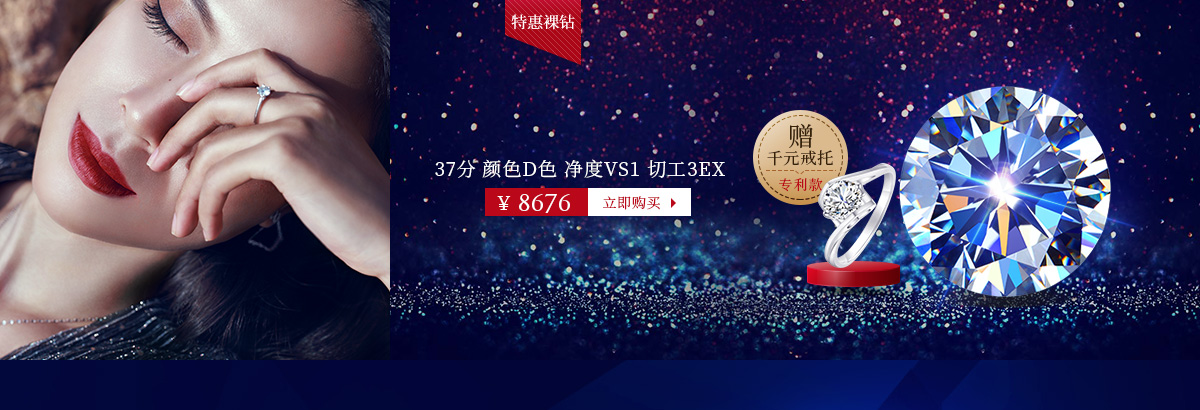 特惠裸钻
37分 颜色D色 净度VS1 切工3EX
¥ 8676 立即购买
赠
千元戒托
专利款